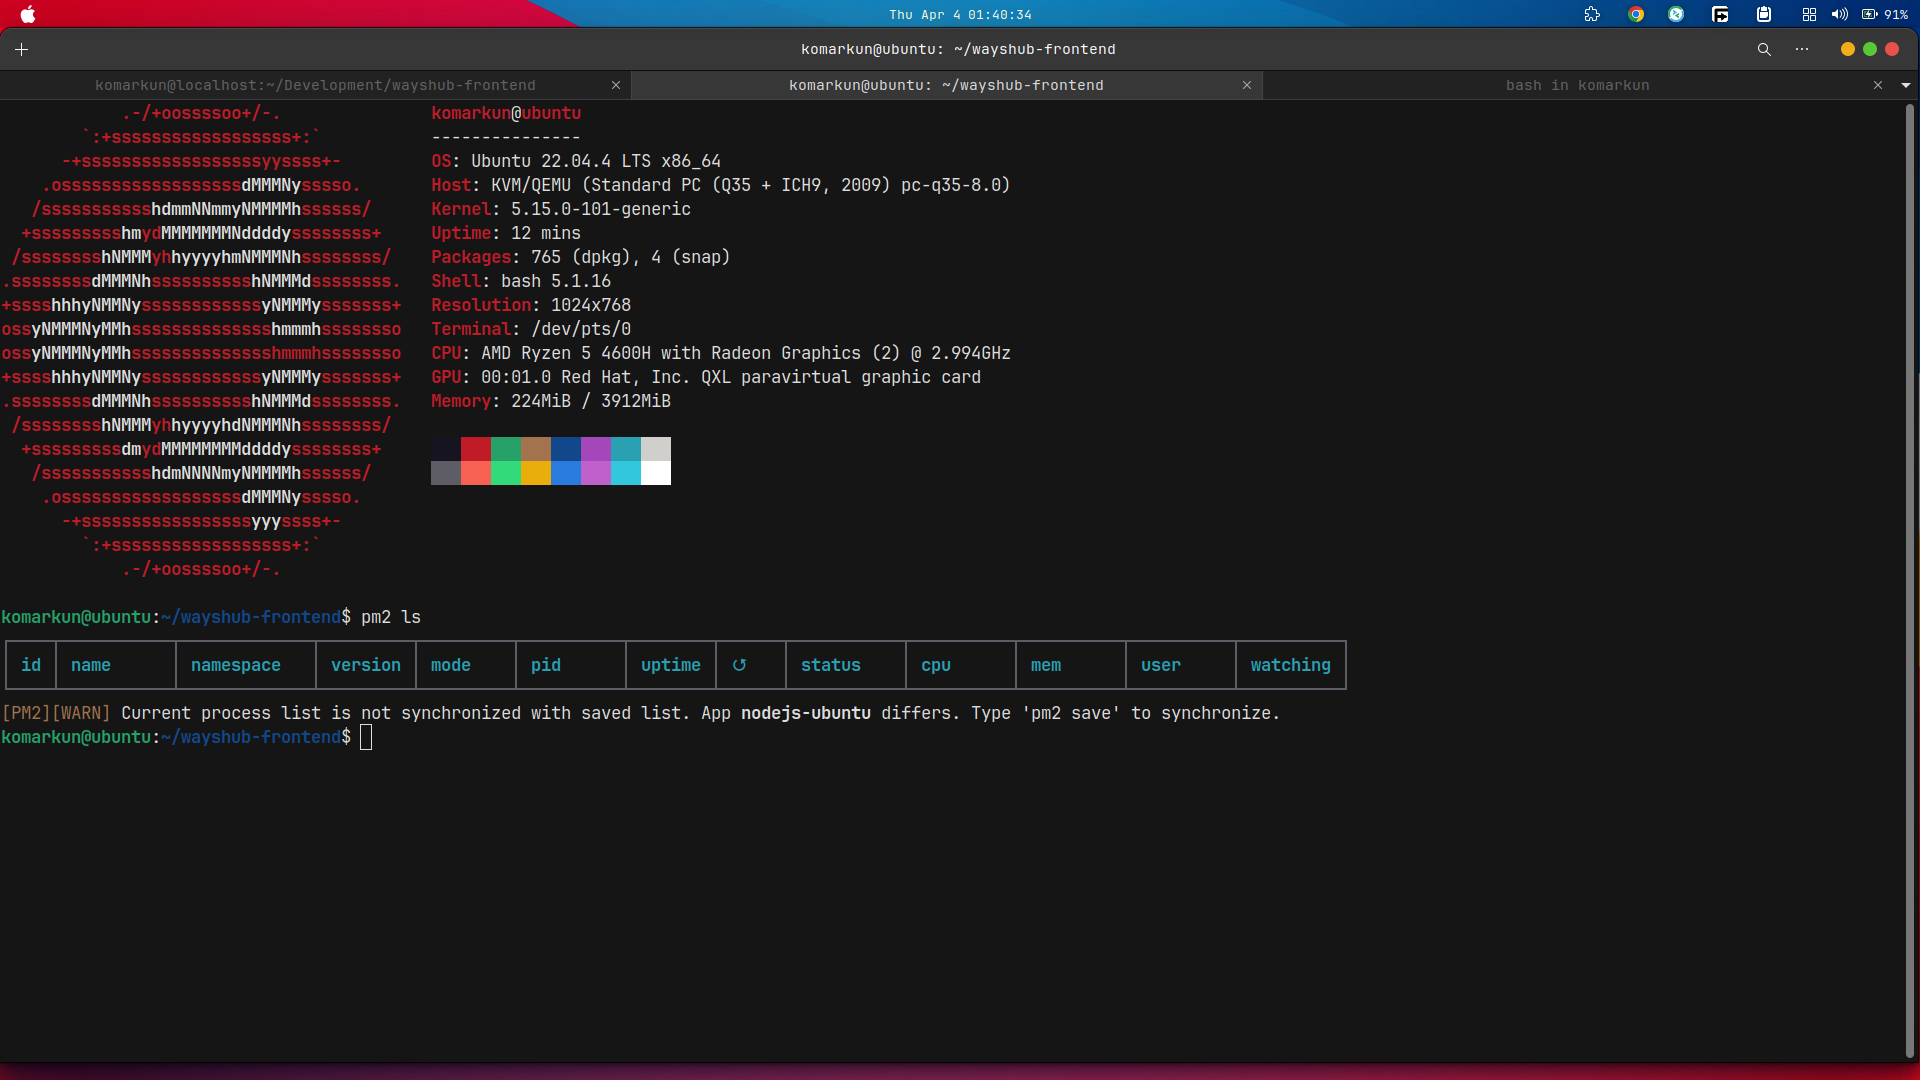 Thu Apr 4 01:40:34
91%
komarkun@ubuntu: ~/wayshub-frontend
komarkun@localhost:~/Development/wayshub-frontend
komarkun@ubuntu: ~/wayshub-frontend
bash in komarkun
.-/+oossssoo+/-. komarkun@ubuntu
`:+ssssssssssssssssss+:` ---------------
-+ssssssssssssssssssyyssss+- OS: Ubuntu 22.04.4 LTS x86_64
.ossssssssssssssssssdMMMNysssso. Host: KVM/QEMU (Standard PC (Q35 + ICH9, 2009) pc-q35-8.0)
/ssssssssssshdmmNNmmyNMMMMhssssss/ Kernel: 5.15.0-101-generic
+ssssssssshmydMMMMMMMNddddyssssssss+ Uptime: 12 mins
/sssssssshNMMMyhhyyyyhmNMMMNhssssssss/ Packages: 765 (dpkg), 4 (snap)
.ssssssssdMMMNhsssssssssshNMMMdssssssss. Shell: bash 5.1.16
+sssshhhyNMMNyssssssssssssyNMMMysssssss+ Resolution: 1024x768
ossyNMMMNyMMhsssssssssssssshmmmhssssssso Terminal: /dev/pts/0
ossyNMMMNyMMhsssssssssssssshmmmhssssssso CPU: AMD Ryzen 5 4600H with Radeon Graphics (2) @ 2.994GHz
+sssshhhyNMMNyssssssssssssyNMMMysssssss+ GPU: 00:01.0 Red Hat, Inc. QXL paravirtual graphic card
.ssssssssdMMMNhsssssssssshNMMMdssssssss. Memory: 224MiB / 3912MiB
/sssssssshNMMMyhhyyyyhdNMMMNhssssssss/
+sssssssssdmydMMMMMMMMddddyssssssss+
/ssssssssssshdmNNNNmyNMMMMhssssss/
.ossssssssssssssssssdMMMNysssso.
-+sssssssssssssssssyyyssss+-
`:+ssssssssssssssssss+:`
.-/+oossssoo+/-.
komarkun@ubuntu:~/wayshub-frontend$ pm2 ls
id name namespace version mode pid uptime ↺ status cpu mem user watching
[PM2][WARN] Current process list is not synchronized with saved list. App nodejs-ubuntu differs. Type 'pm2 save' to synchronize.
komarkun@ubuntu:~/wayshub-frontend$